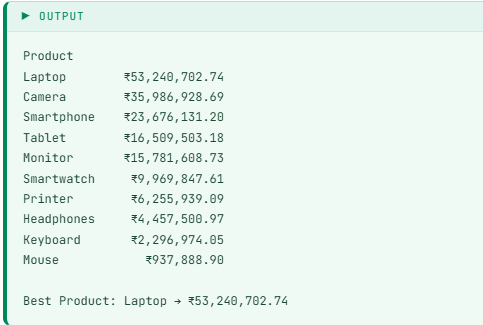 ► OUTPUT
Product
Laptop ₹53,240,702.74
Camera ₹35,986,928.69
Smartphone ₹23,676,131.20
Tablet ₹16,509,503.18
Monitor ₹15,781,608.73
Smartwatch ₹9,969,847.61
Printer ₹6,255,939.09
Headphones ₹4,457,500.97
Keyboard ₹2,296,974.05
Mouse ₹937,888.90
Best Product: Laptop → ₹53,240,702.74